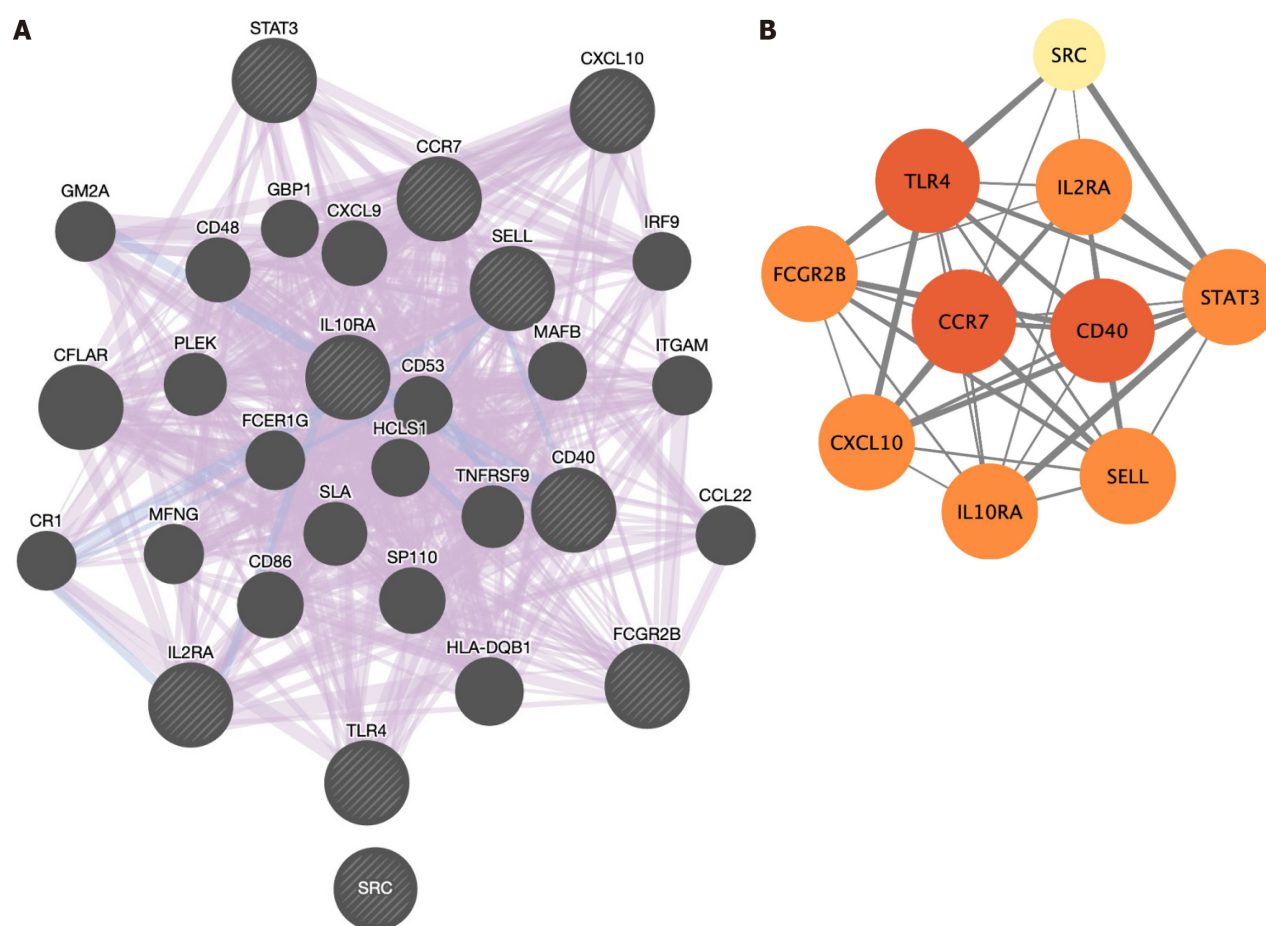 A
STAT3
CXCL10
CCR7
GM2A
GBP1
CXCL9
IRF9
CD48
SELL
IL10RA
MAFB
ITGAM
CFLAR
PLEK
CD53
FCER1G
HCLS1
CD40
TNFRSF9
SLA
CCL22
CR1
MFNG
CD86
SP110
IL2RA
HLA-DQB1
FCGR2B
TLR4
SRC
B
SRC
TLR4
IL2RA
FCGR2B
STAT3
CCR7
CD40
CXCL10
SELL
IL10RA